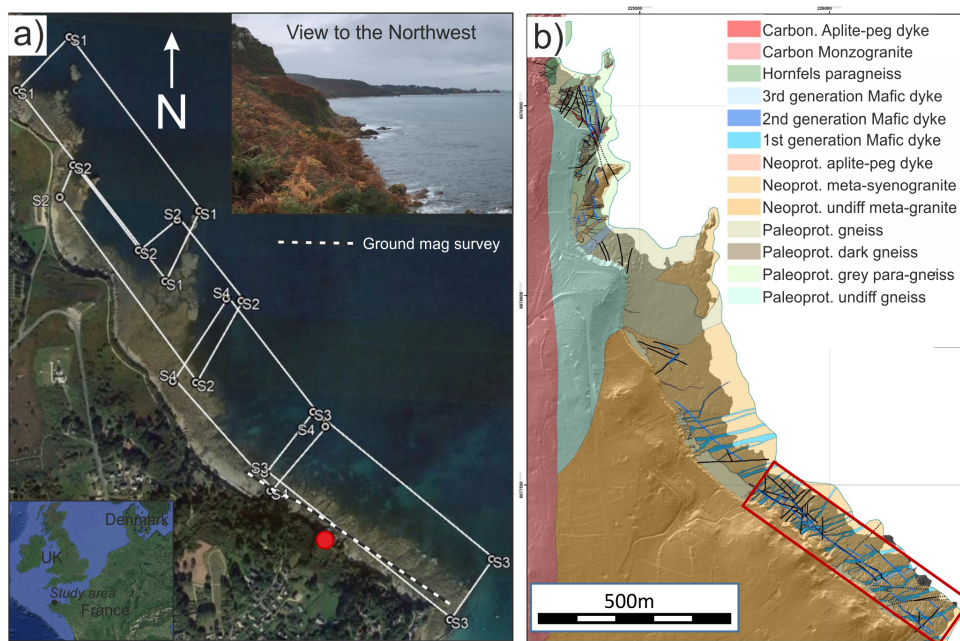 a)
View to the Northwest
N
Ground mag survey
S1
S1
S2
S2
S2
S2
S1
S1
S4
S2
S4
S2
S3
S4
S3
S4
S3
S3
Denmark
UK
Study area
France
b)
225500
226000
Carbon. Aplite-peg dyke
Carbon Monzogranite
Hornfels paragneiss
3rd generation Mafic dyke
2nd generation Mafic dyke
1st generation Mafic dyke
Neoprot. aplite-peg dyke
Neoprot. meta-syenogranite
Neoprot. undiff meta-granite
Paleoprot. gneiss
Paleoprot. dark gneiss
Paleoprot. grey para-gneiss
Paleoprot. undiff gneiss
500m